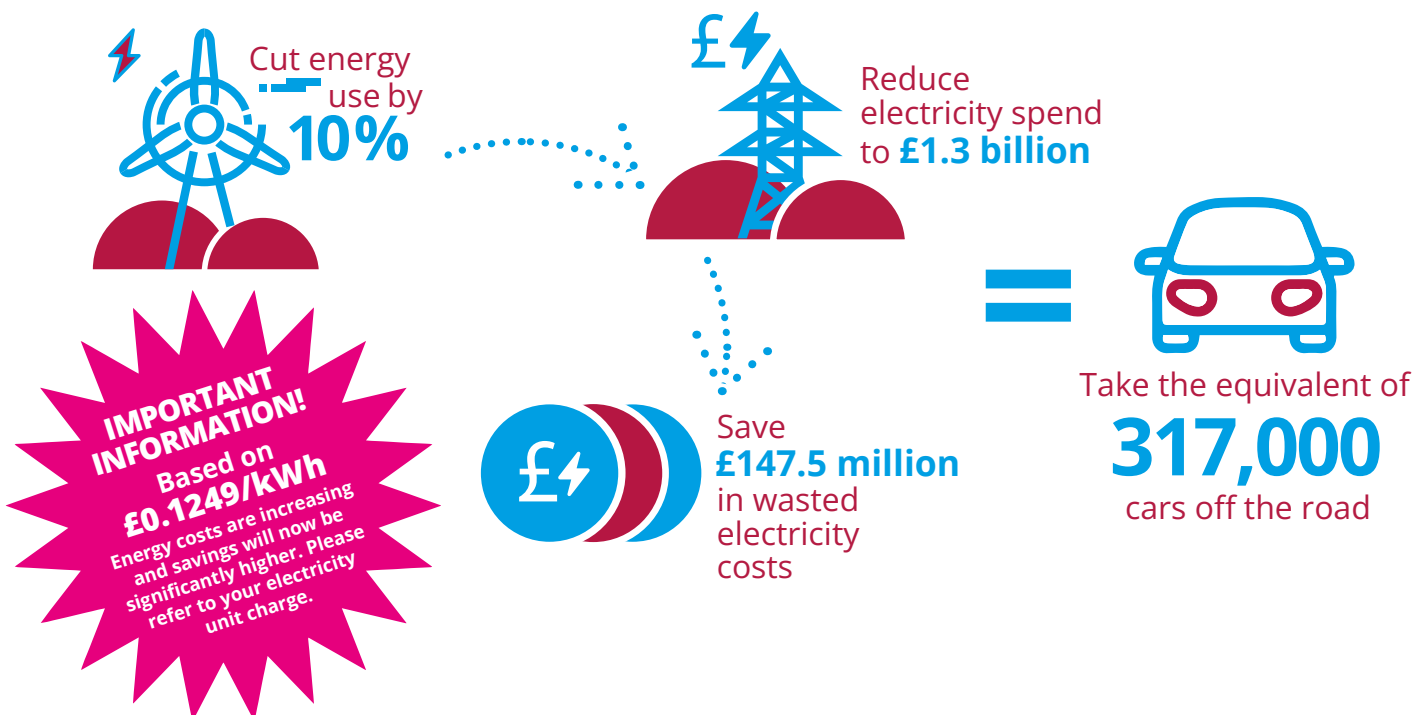 Cut energy
use by
10%
£
Reduce
electricity spend
to £1.3 billion
IMPORTANT
INFORMATION!
Based on
£0.1249/kWh
Energy costs are increasing
and savings will now be
significantly higher. Please
refer to your electricity
unit charge.
£
Save
£147.5 million
in wasted
electricity
costs
=
Take the equivalent of
317,000
cars off the road